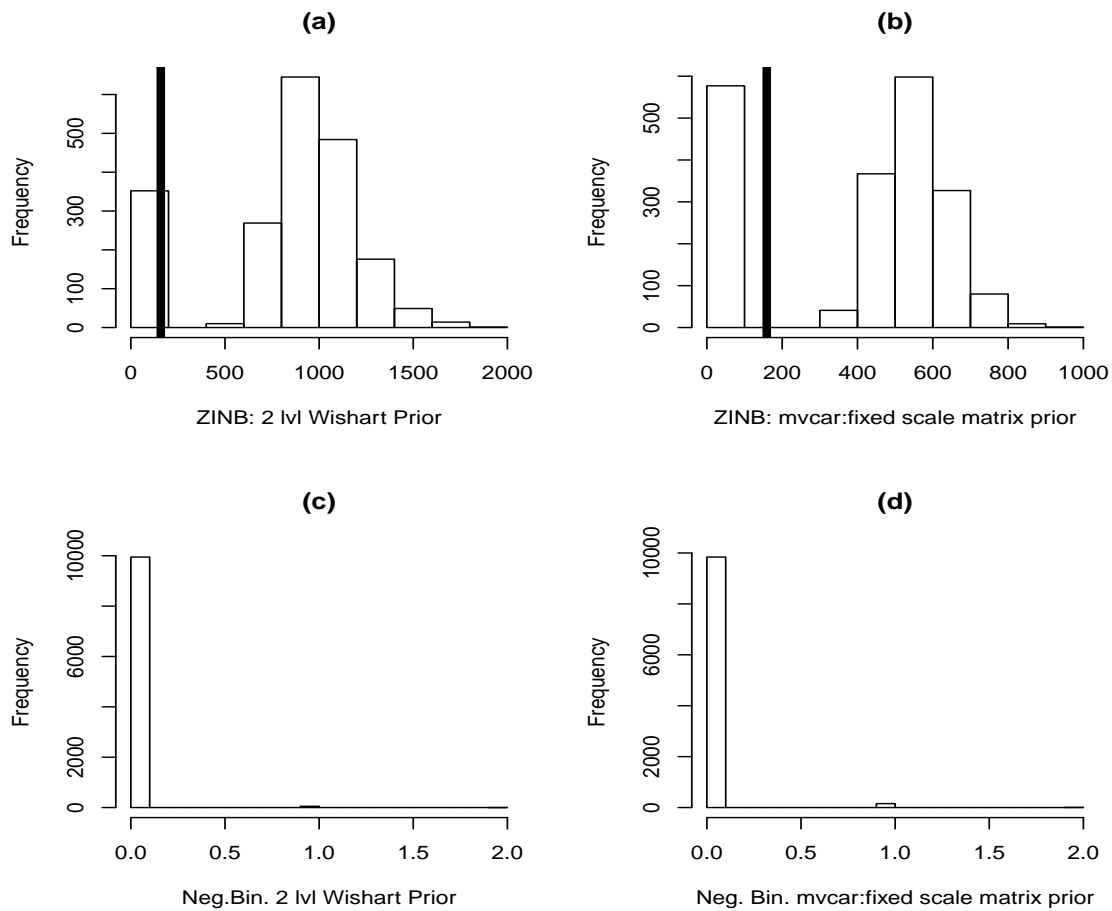 (a)
Frequency
500
300
100
0
0 500 1000 1500 2000
ZINB: 2 lvl Wishart Prior
(b)
Frequency
500
300
100
0
0 200 400 600 800 1000
ZINB: mvcar:fixed scale matrix prior
(c)
Frequency
10000
6000
2000
0
0.0 0.5 1.0 1.5 2.0
Neg.Bin. 2 lvl Wishart Prior
(d)
Frequency
10000
6000
2000
0
0.0 0.5 1.0 1.5 2.0
Neg. Bin. mvcar:fixed scale matrix prior